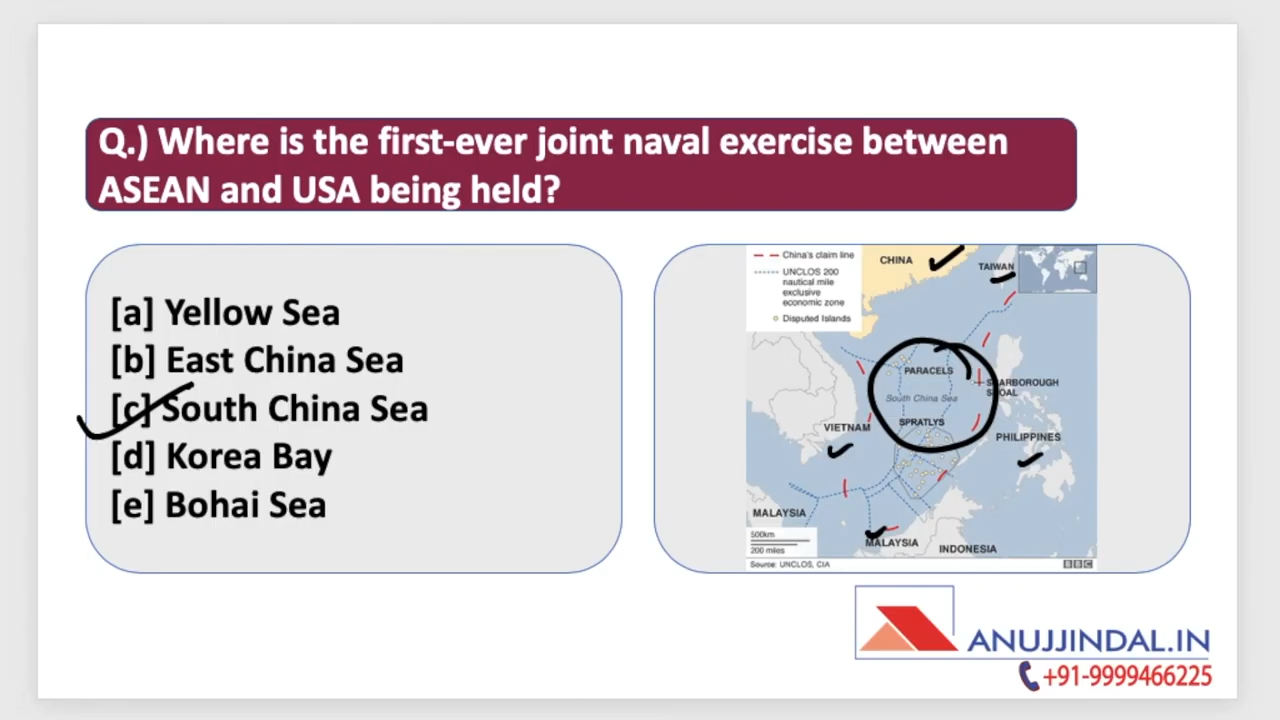 Q.) Where is the first-ever joint naval exercise between
ASEAN and USA being held?
[a] Yellow Sea
[b] East China Sea
[c] South China Sea
[d] Korea Bay
[e] Bohai Sea
China's claim line
UNCLOS 200
nautical mile
exclusive
economic zone
Disputed Islands
CHINA
TAIWAN
PARACELS
SCARBOROUGH
SHOAL
South China Sea
SPRATLYS
VIETNAM
PHILIPPINES
MALAYSIA
MALAYSIA
INDONESIA
500km
200 miles
Source: UNCLOS, CIA
BBC
ANUJJINDAL.IN
+91-9999466225